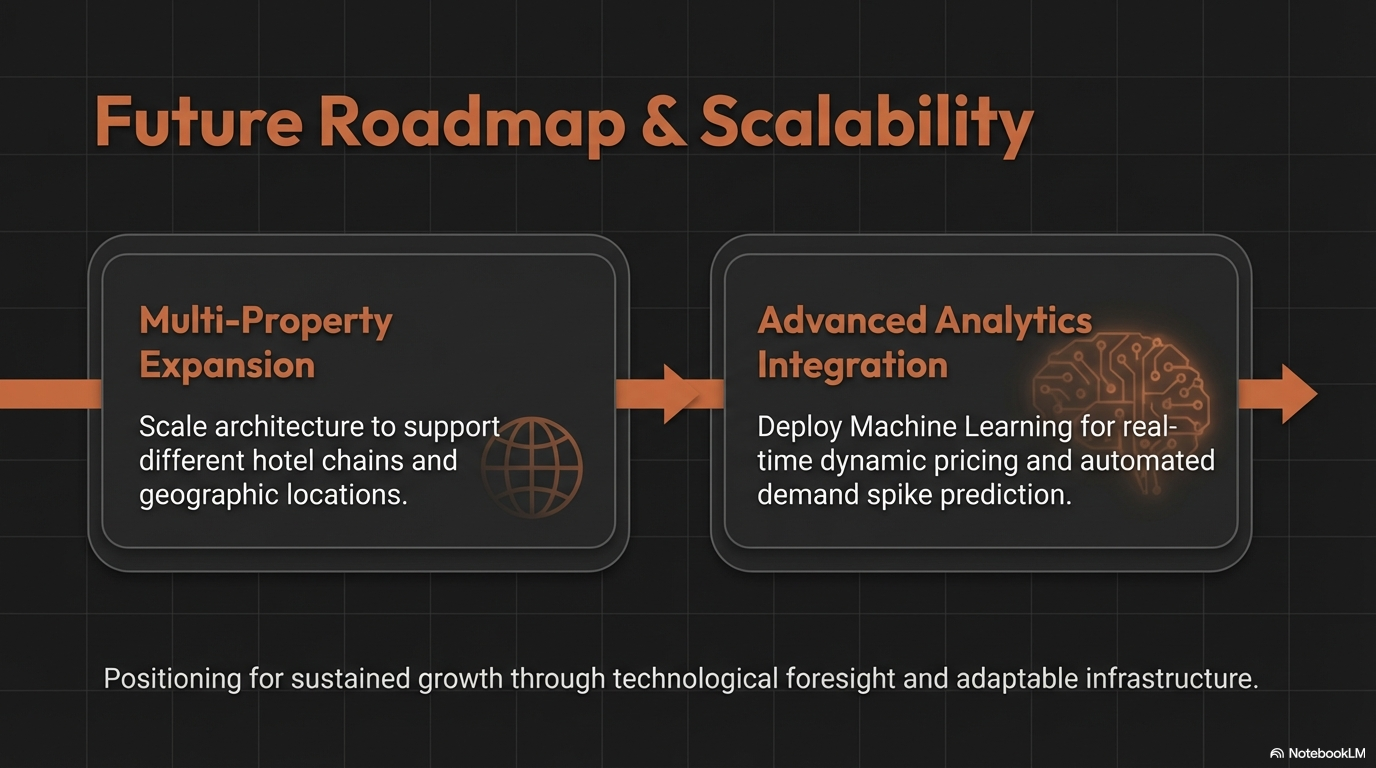 Future Roadmap & Scalability
Multi-Property
Expansion
Scale architecture to support
different hotel chains and
geographic locations.
Advanced Analytics
Integration
Deploy Machine Learning for real-
time dynamic pricing and automated
demand spike prediction.
Positioning for sustained growth through technological foresight and adaptable infrastructure.
NotebookLM